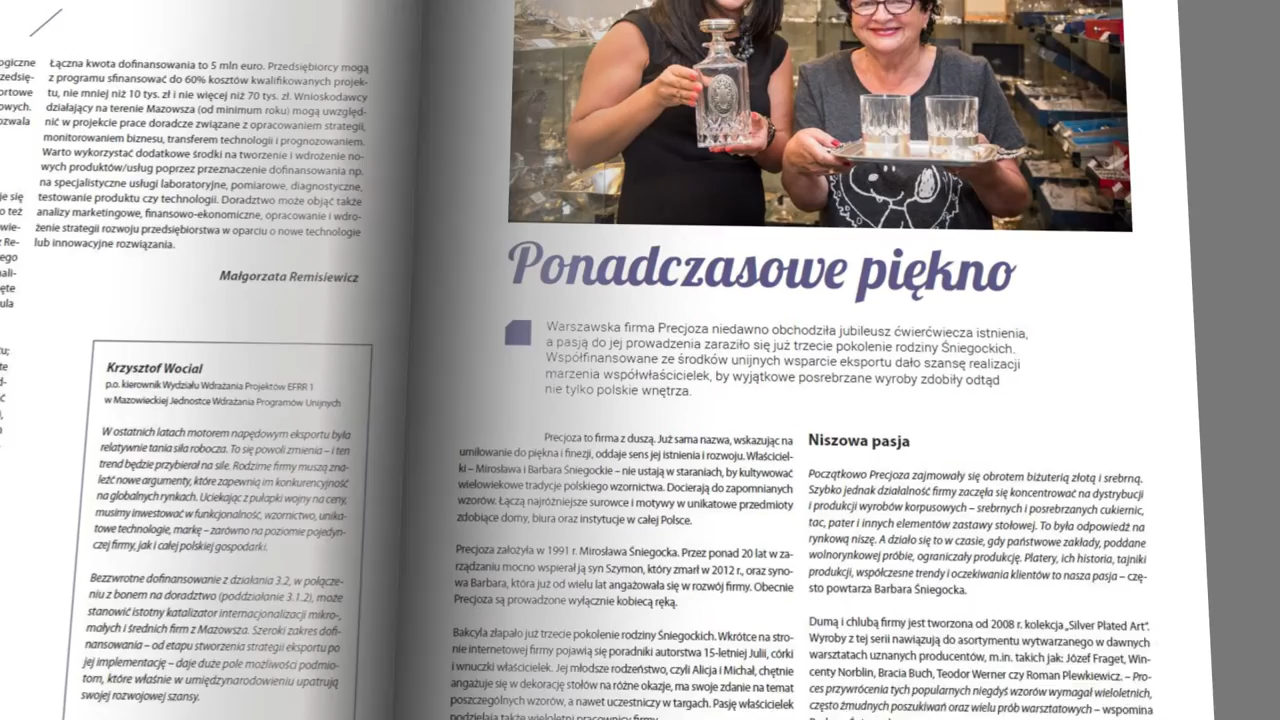 ogiczne
zedsię-
ortowe
owych.
ozwala
je się
o też
wie-
z Re-
ego
nali-
ęte
ula
tu;
te
d-
ć
Łączna kwota dofinansowania to 5 mln euro. Przedsiębiorcy mogą
z programu sfinansować do 60% kosztów kwalifikowanych projek-
tu, nie mniej niż 10 tys. zł i nie więcej niż 70 tys. zł. Wnioskodawcy
działający na terenie Mazowsza (od minimum roku) mogą uwzględ-
nić w projekcie prace doradcze związane z opracowaniem strategii,
monitorowaniem biznesu, transferem technologii i prognozowaniem.
Warto wykorzystać dodatkowe środki na tworzenie i wdrożenie no-
wych produktów/usług poprzez przeznaczenie dofinansowania np.
na specjalistyczne usługi laboratoryjne, pomiarowe, diagnostyczne,
testowanie produktu czy technologii. Doradztwo może objąć także
analizy marketingowe, finansowo-ekonomiczne, opracowanie i wdro-
żenie strategii rozwoju przedsiębiorstwa w oparciu o nowe technologie
lub innowacyjne rozwiązania.
Małgorzata Remisiewicz
Krzysztof Wocial
p.o. kierownik Wydziału Wdrażania Projektów EFRR 1
w Mazowieckiej Jednostce Wdrażania Programów Unijnych
W ostatnich latach motorem napędowym eksportu była
relatywnie tania siła robocza. To się powoli zmienia – i ten
trend będzie przybierał na sile. Rodzime firmy muszą zna-
leźć nowe argumenty, które zapewnią im konkurencyjność
na globalnych rynkach. Uciekając z pułapki wojny na ceny,
musimy inwestować w funkcjonalność, wzornictwo, unika-
towe technologie, markę – zarówno na poziomie pojedyn-
czej firmy, jak i całej polskiej gospodarki.
Bezzwrotne dofinansowanie z działania 3.2, w połącze-
niu z bonem na doradztwo (poddziałanie 3.1.2), może
stanowić istotny katalizator internacjonalizacji mikro-,
małych i średnich firm z Mazowsza. Szeroki zakres dofi-
nansowania – od etapu stworzenia strategii eksportu po
jej implementację – daje duże pole możliwości podmio-
tom, które właśnie w umiędzynarodowieniu upatrują
swojej rozwojowej szansy.
Ponadczasowe piękno
Warszawska firma Precjoza niedawno obchodziła jubileusz ćwierćwiecza istnienia,
a pasją do jej prowadzenia zaraziło się już trzecie pokolenie rodziny Śniegockich.
Współfinansowane ze środków unijnych wsparcie eksportu dało szansę realizacji
marzenia współwłaścicielek, by wyjątkowe posrebrzane wyroby zdobiły odtąd
nie tylko polskie wnętrza.
Precjoza to firma z duszą. Już sama nazwa, wskazując na
umiłowanie do piękna i finezji, oddaje sens jej istnienia i rozwoju. Właściciel-
ki – Mirosława i Barbara Śniegockie – nie ustają w staraniach, by kultywować
wielowiekowe tradycje polskiego wzornictwa. Docierają do zapomnianych
wzorów. Łączą najróżniejsze surowce i motywy w unikatowe przedmioty
zdobiące domy, biura oraz instytucje w całej Polsce.
Precjoza założyła w 1991 r. Mirosława Śniegocka. Przez ponad 20 lat w za-
rządzaniu mocno wspierał ją syn Szymon, który zmarł w 2012 r., oraz syno-
wa Barbara, która już od wielu lat angażowała się w rozwój firmy. Obecnie
Precjoza są prowadzone wyłącznie kobiecą ręką.
Bakcyla złapało już trzecie pokolenie rodziny Śniegockich. Wkrótce na stro-
nie internetowej firmy pojawią się poradniki autorstwa 15-letniej Julii, córki
i wnuczki właścicielek. Jej młodsze rodzeństwo, czyli Alicja i Michał, chętnie
angażuje się w dekorację stołów na różne okazje, ma swoje zdanie na temat
poszczególnych wzorów, a nawet uczestniczy w targach. Pasję właścicielek
podzielają także wieloletni pracownicy firmy.
Niszowa pasja
Początkowo Precjoza zajmowały się obrotem biżuterią złotą i srebrną.
Szybko jednak działalność firmy zaczęła się koncentrować na dystrybucji
i produkcji wyrobów korpusowych – srebrnych i posrebrzanych cukiernic,
tac, pater i innych elementów zastawy stołowej. To była odpowiedź na
rynkową niszę. A działo się to w czasie, gdy państwowe zakłady, poddane
wolnorynkowej próbie, ograniczały produkcję. Platery, ich historia, tajniki
produkcji, współczesne trendy i oczekiwania klientów to nasza pasja – czę-
sto powtarza Barbara Śniegocka.
Dumą i chlubą firmy jest tworzona od 2008 r. kolekcja „Silver Plated Art".
Wyroby z tej serii nawiązują do asortymentu wytwarzanego w dawnych
warsztatach uznanych producentów, m.in. takich jak: Józef Fraget, Win-
centy Norblin, Bracia Buch, Teodor Werner czy Roman Plewkiewicz. – Pro-
ces przywrócenia tych popularnych niegdyś wzorów wymagał wieloletnich,
często żmudnych poszukiwań oraz wielu prób warsztatowych – wspomina